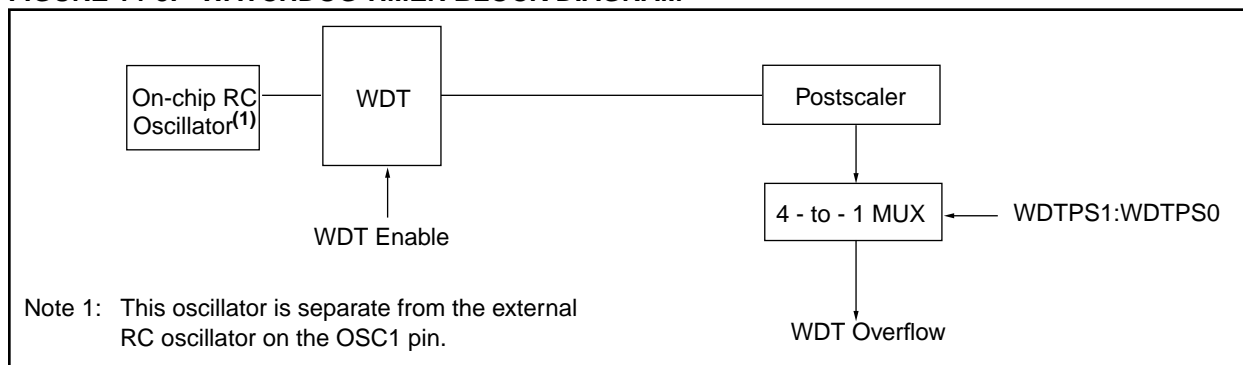 On-chip RC
Oscillator(1)
WDT
Postscaler
4 - to - 1 MUX
WDTPS1:WDTPS0
WDT Enable
Note 1: This oscillator is separate from the external
RC oscillator on the OSC1 pin.
WDT Overflow